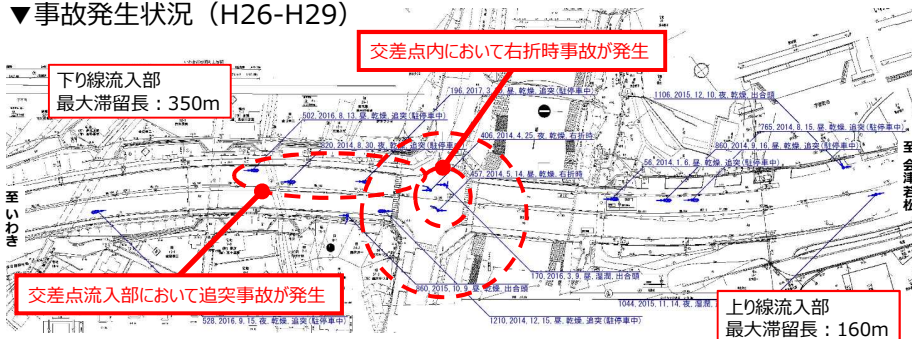 ▼事故発生状況（H26-H29）
交差点内において右折時事故が発生
下り線流入部
最大滞留長：350m
196, 2017, 3, 昼, 乾燥, 追突(駐停車中)
1106, 2015, 12, 10, 夜, 乾燥, 出合頭
502, 2016, 8, 13, 昼, 乾燥, 追突(駐停車中)
765, 2014, 8, 15, 昼, 乾燥, 追突(駐停車中)
820, 2014, 8, 30, 夜, 乾燥, 追突(駐停車中)
406, 2014, 4, 25, 夜, 乾燥, 右折時
860, 2014, 9, 16, 昼, 乾燥, 追突(駐停車中)
457, 2014, 5, 14, 昼, 乾燥, 右折時
56, 2014, 1, 6, 昼, 乾燥, 追突(駐停車中)
至 いわき
至 会津若松
170, 2016, 3, 9, 昼, 湿潤, 出合頭
交差点流入部において追突事故が発生
860, 2015, 10, 9, 昼, 乾燥, 出合頭
1044, 2015, 11, 14, 夜, 湿潤,
528, 2016, 9, 15, 夜, 乾燥, 追突(駐停車中)
1210, 2014, 12, 15, 昼, 乾燥, 追突(駐停車中)
上り線流入部
最大滞留長：160m